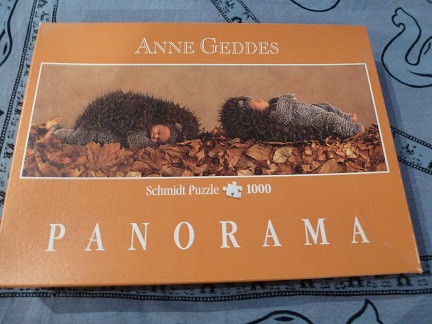 ANNE GEDDES
Schmidt Puzzle 1000
PANORAMA